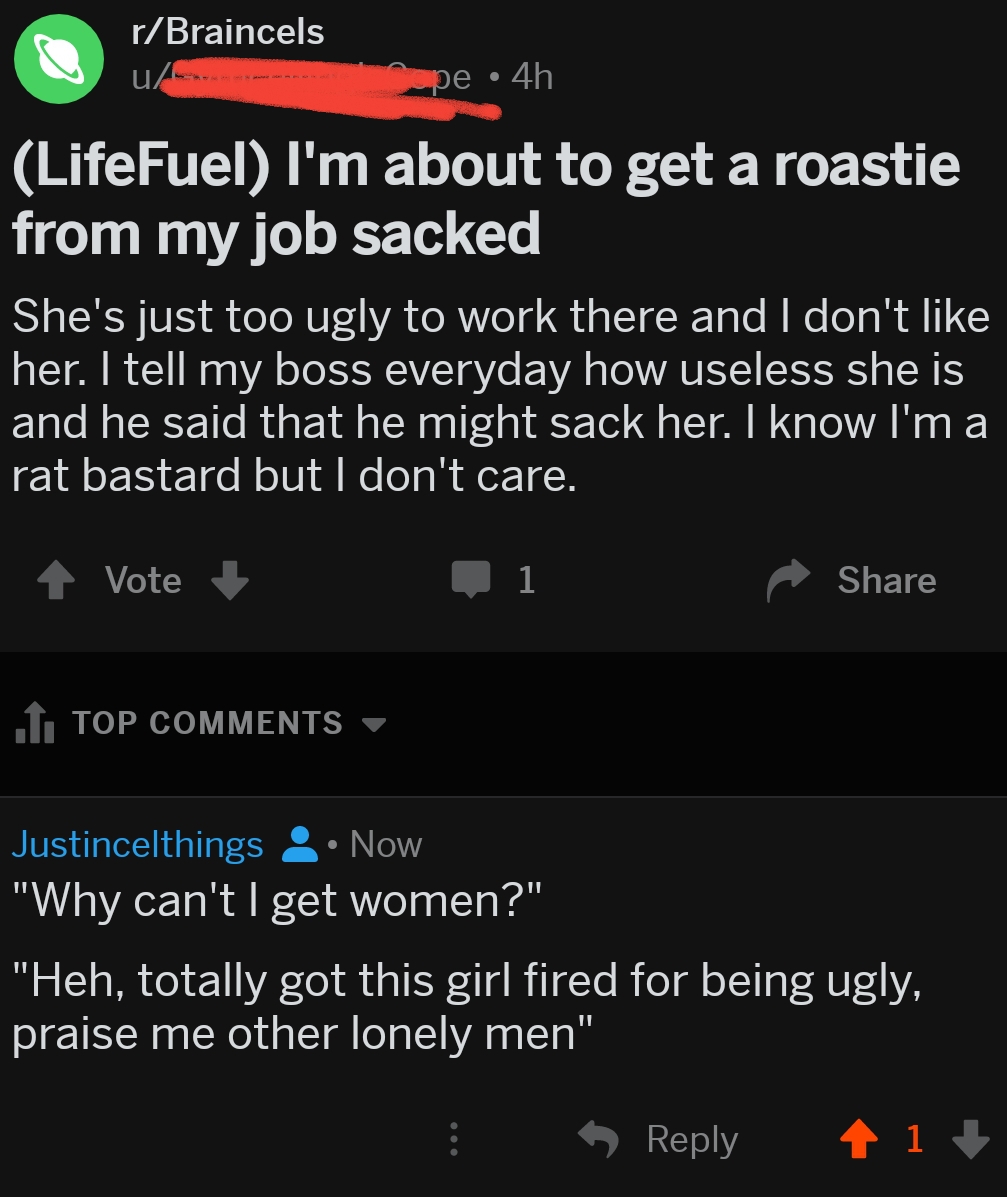 r/Braincels
u/ • 4h
(LifeFuel) I'm about to get a roastie
from my job sacked
She's just too ugly to work there and I don't like
her. I tell my boss everyday how useless she is
and he said that he might sack her. I know I'm a
rat bastard but I don't care.
Vote 1 Share
TOP COMMENTS
Justincelthings • Now
"Why can't I get women?"
"Heh, totally got this girl fired for being ugly,
praise me other lonely men"
Reply 1